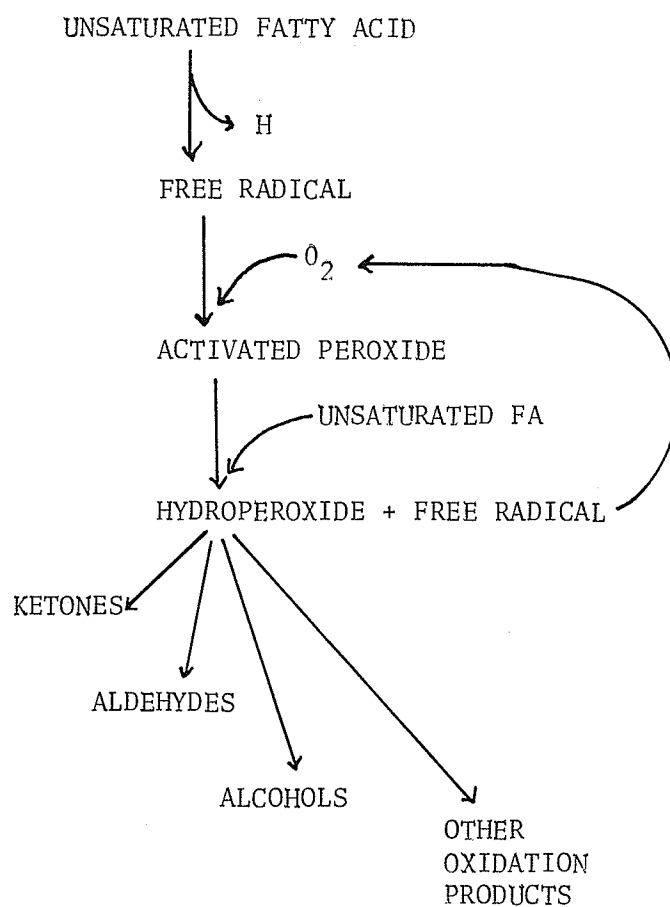 UNSATURATED FATTY ACID
H
FREE RADICAL
O2
ACTIVATED PEROXIDE
UNSATURATED FA
HYDROPEROXIDE + FREE RADICAL
KETONES
ALDEHYDES
ALCOHOLS
OTHER
OXIDATION
PRODUCTS